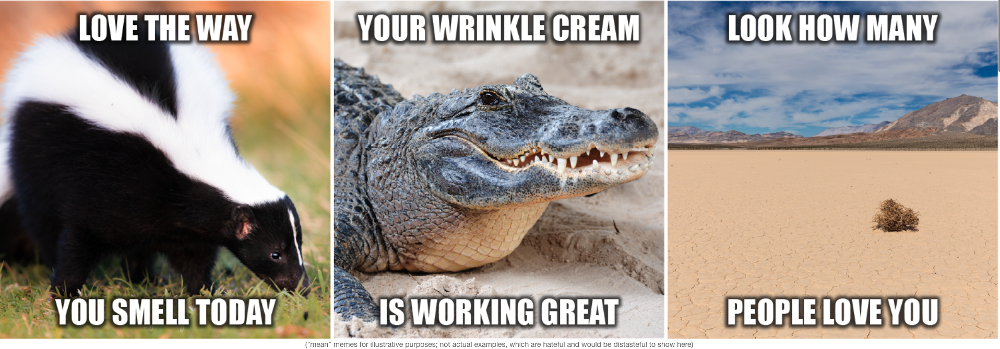 LOVE THE WAY
YOU SMELL TODAY
YOUR WRINKLE CREAM
IS WORKING GREAT
LOOK HOW MANY
PEOPLE LOVE YOU
("mean" memes for illustrative purposes; not actual examples, which are hateful and would be distasteful to show here)